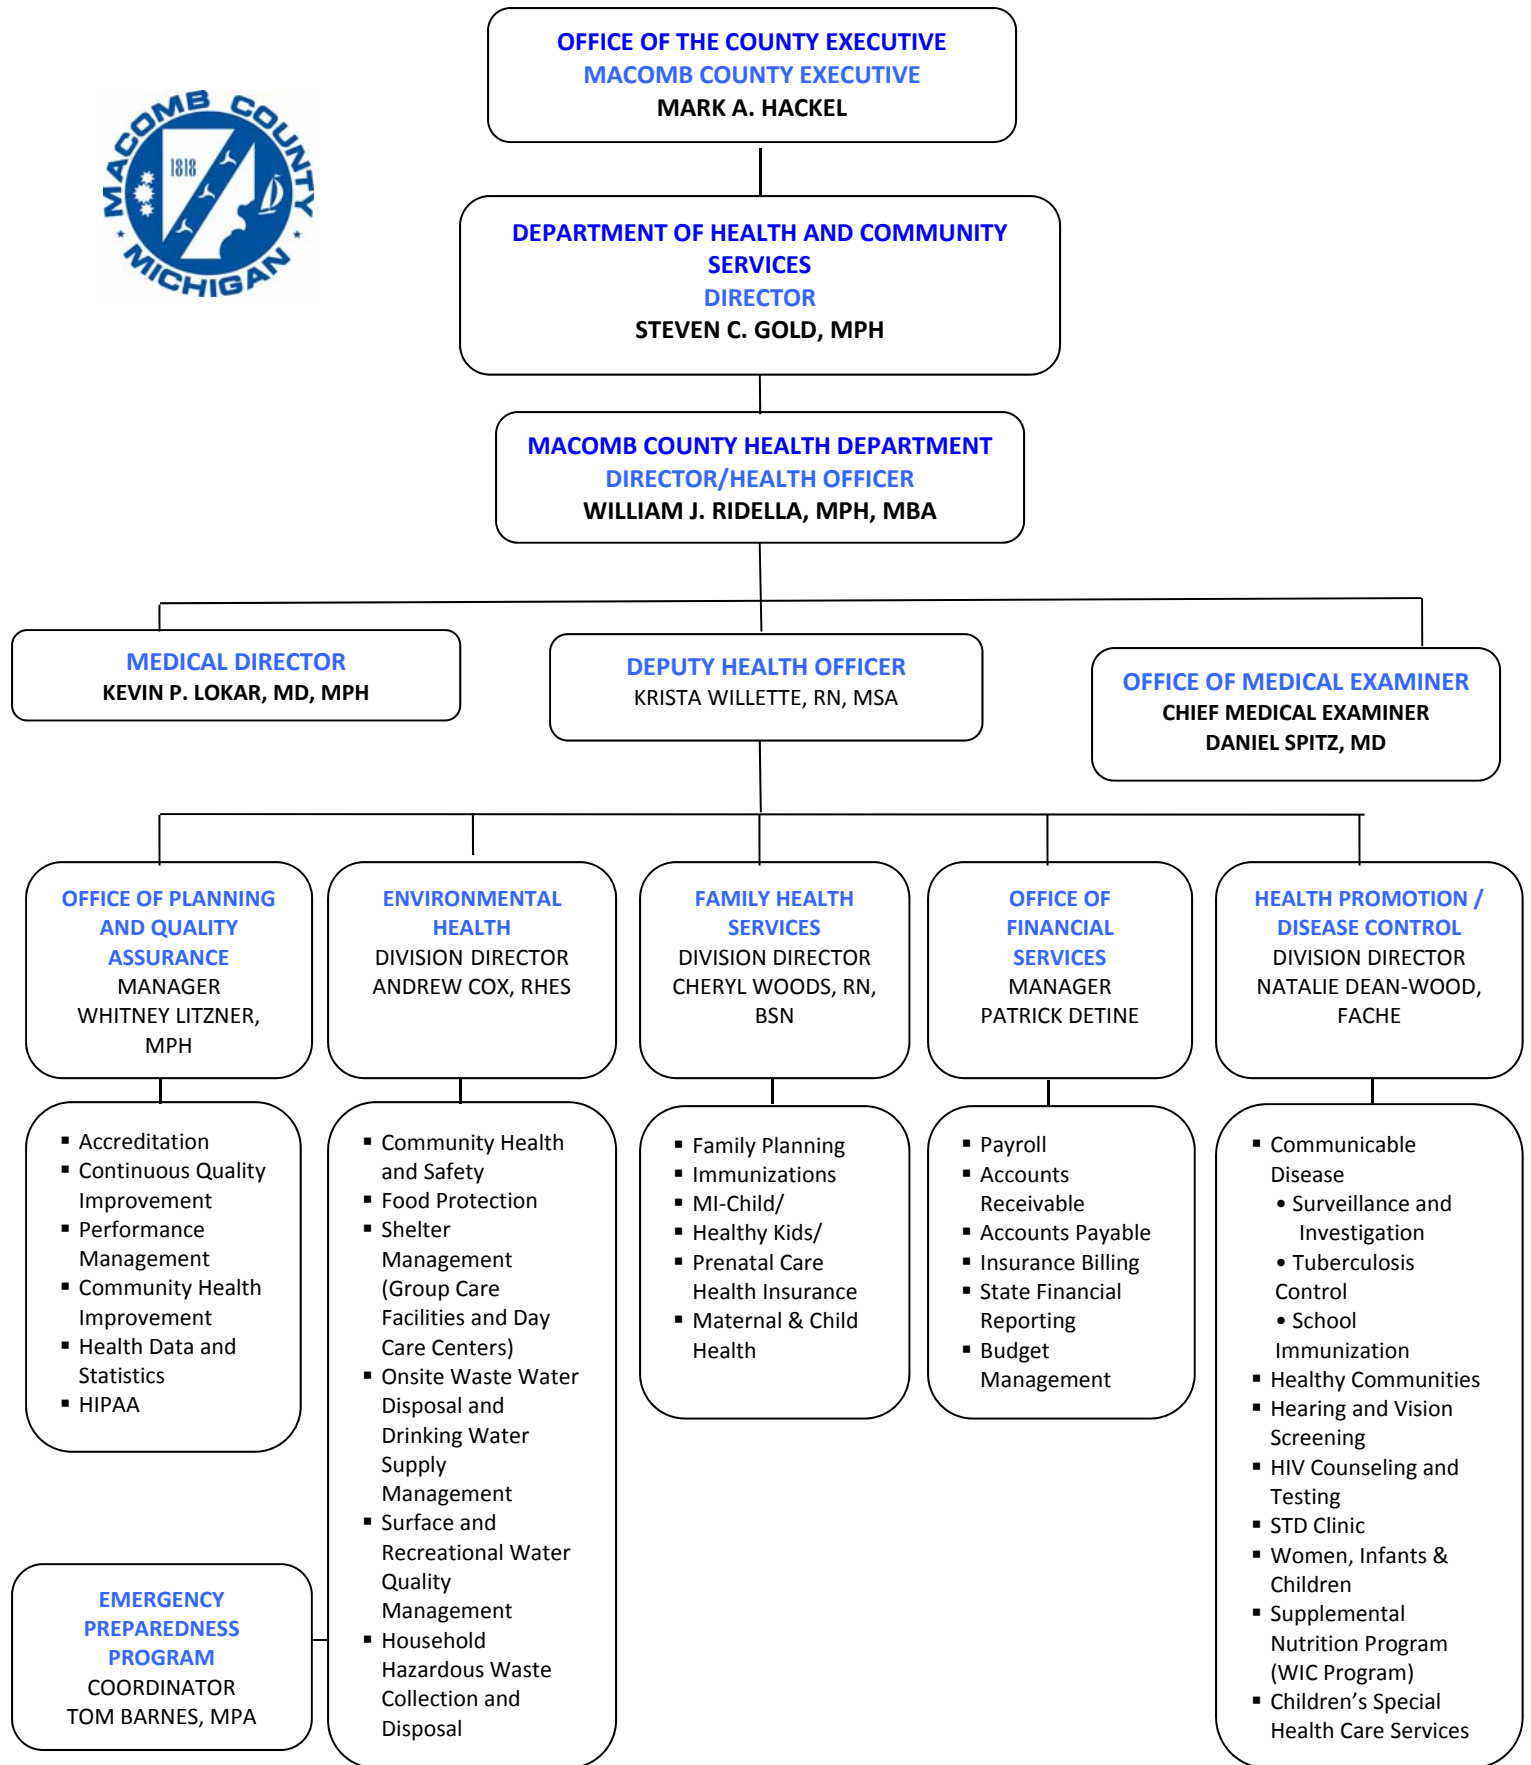 OFFICE OF THE COUNTY EXECUTIVE
MACOMB COUNTY EXECUTIVE
MARK A. HACKEL
MACOMB COUNTY
1818
* MICHIGAN *
DEPARTMENT OF HEALTH AND COMMUNITY
SERVICES
DIRECTOR
STEVEN C. GOLD, MPH
MACOMB COUNTY HEALTH DEPARTMENT
DIRECTOR/HEALTH OFFICER
WILLIAM J. RIDELLA, MPH, MBA
MEDICAL DIRECTOR
KEVIN P. LOKAR, MD, MPH
DEPUTY HEALTH OFFICER
KRISTA WILLETTE, RN, MSA
OFFICE OF MEDICAL EXAMINER
CHIEF MEDICAL EXAMINER
DANIEL SPITZ, MD
OFFICE OF PLANNING
AND QUALITY
ASSURANCE
MANAGER
WHITNEY LITZNER,
MPH
ENVIRONMENTAL
HEALTH
DIVISION DIRECTOR
ANDREW COX, RHES
FAMILY HEALTH
SERVICES
DIVISION DIRECTOR
CHERYL WOODS, RN,
BSN
OFFICE OF
FINANCIAL
SERVICES
MANAGER
PATRICK DETINE
HEALTH PROMOTION /
DISEASE CONTROL
DIVISION DIRECTOR
NATALIE DEAN-WOOD,
FACHE
▪ Accreditation
▪ Continuous Quality
Improvement
▪ Performance
Management
▪ Community Health
Improvement
▪ Health Data and
Statistics
▪ HIPAA
▪ Community Health
and Safety
▪ Food Protection
▪ Shelter
Management
(Group Care
Facilities and Day
Care Centers)
▪ Onsite Waste Water
Disposal and
Drinking Water
Supply
Management
▪ Surface and
Recreational Water
Quality
Management
▪ Household
Hazardous Waste
Collection and
Disposal
▪ Family Planning
▪ Immunizations
▪ MI-Child/
▪ Healthy Kids/
▪ Prenatal Care
Health Insurance
▪ Maternal & Child
Health
▪ Payroll
▪ Accounts
Receivable
▪ Accounts Payable
▪ Insurance Billing
▪ State Financial
Reporting
▪ Budget
Management
▪ Communicable
Disease
• Surveillance and
Investigation
• Tuberculosis
Control
• School
Immunization
▪ Healthy Communities
▪ Hearing and Vision
Screening
▪ HIV Counseling and
Testing
▪ STD Clinic
▪ Women, Infants &
Children
▪ Supplemental
Nutrition Program
(WIC Program)
▪ Children’s Special
Health Care Services
EMERGENCY
PREPAREDNESS
PROGRAM
COORDINATOR
TOM BARNES, MPA